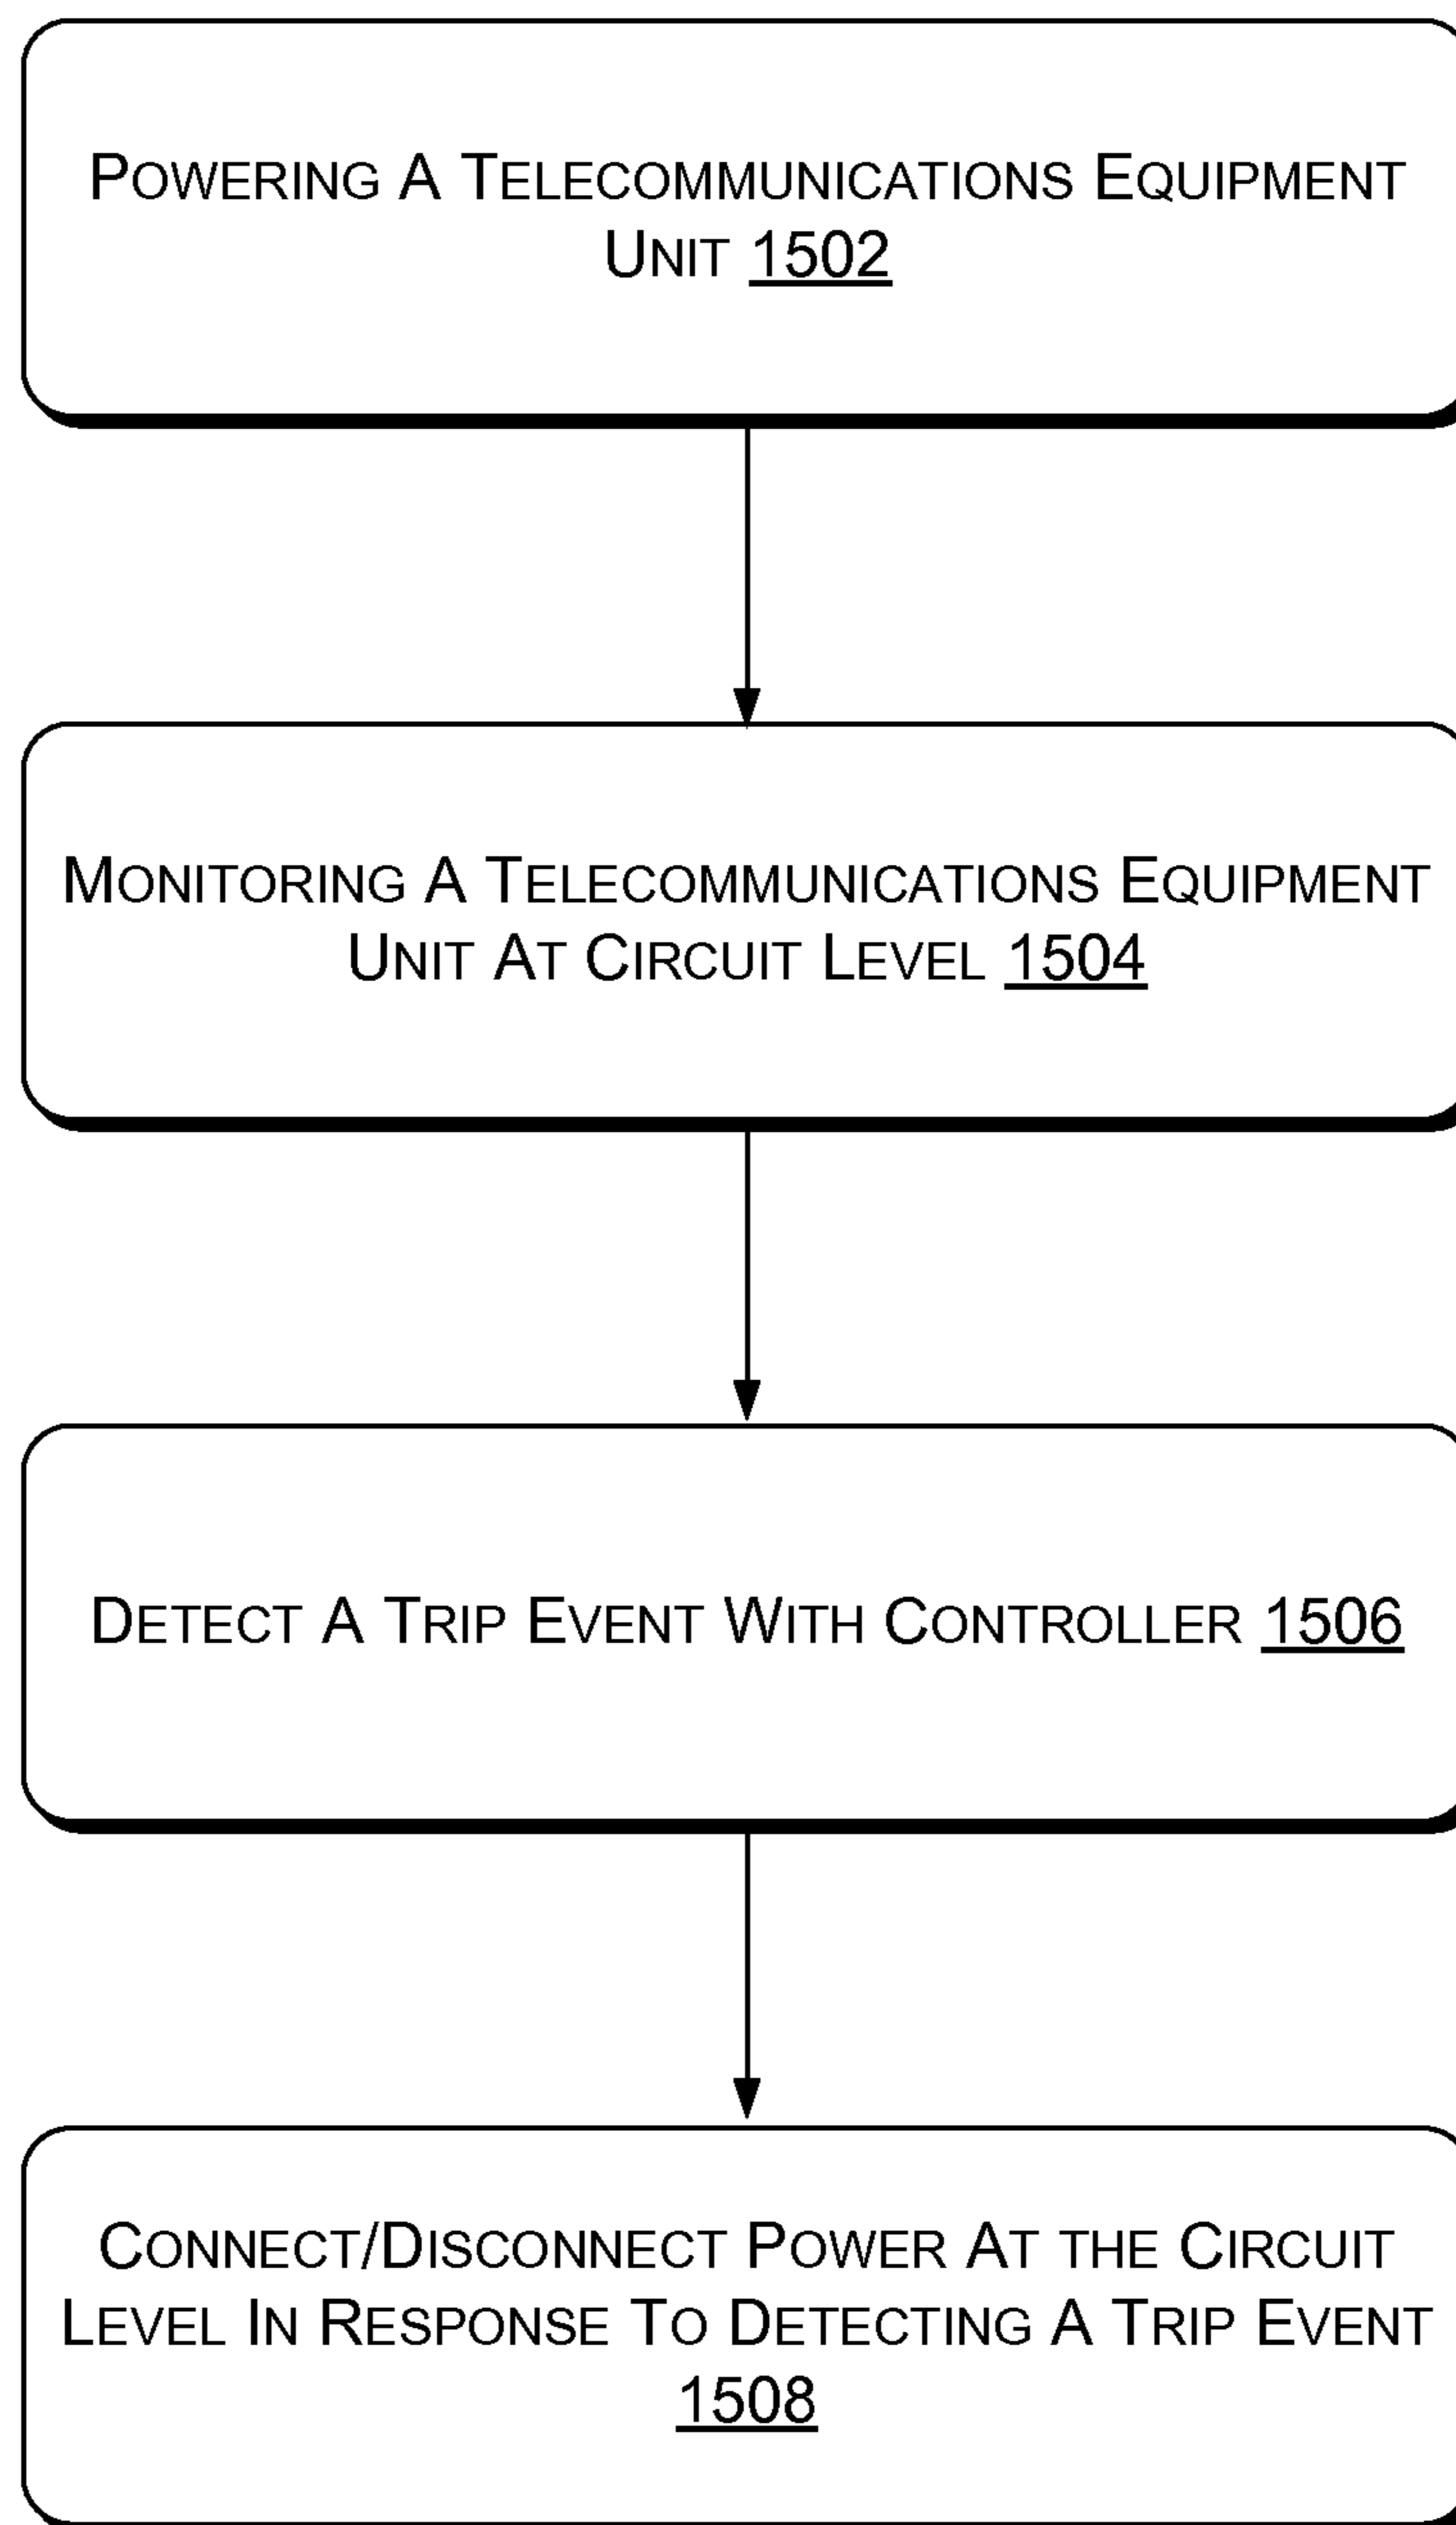 POWERING A TELECOMMUNICATIONS EQUIPMENT
UNIT 1502
MONITORING A TELECOMMUNICATIONS EQUIPMENT
UNIT AT CIRCUIT LEVEL 1504
DETECT A TRIP EVENT WITH CONTROLLER 1506
CONNECT/DISCONNECT POWER AT THE CIRCUIT
LEVEL IN RESPONSE TO DETECTING A TRIP EVENT
1508